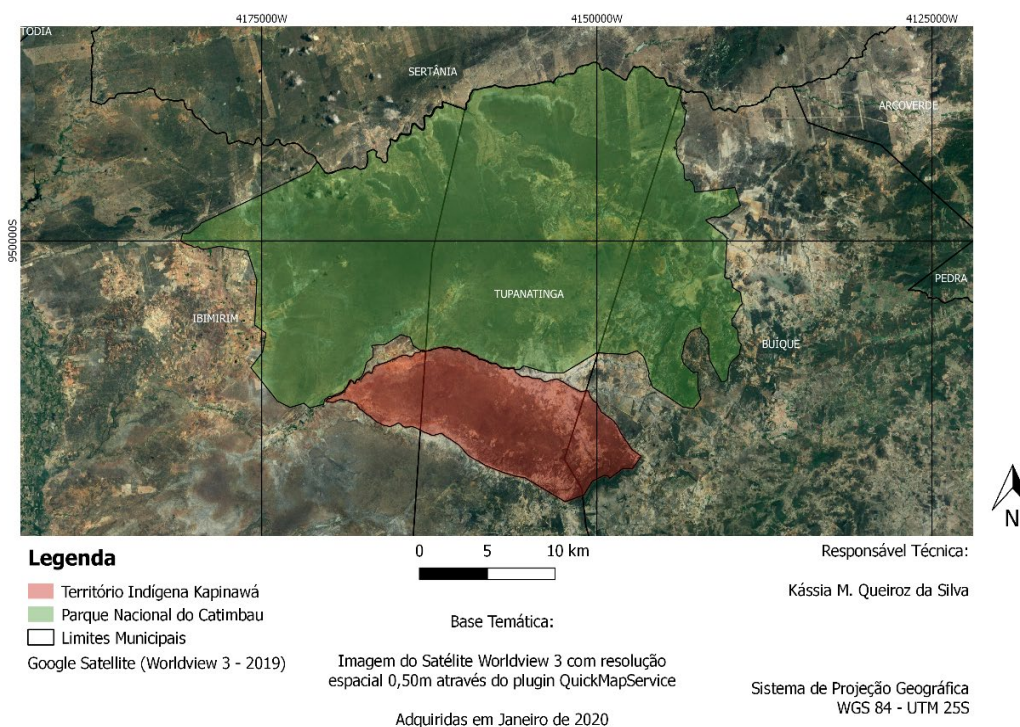 4175000W
4150000W
4125000W
TODIA
SERTÂNIA
ARCOVERDE
950000S
TUPANATINGA
PEDRA
IBIMIRIM
BUÍQUE
N
0 5 10 km
Legenda
Território Indígena Kapinawá
Parque Nacional do Catimbau
Limites Municipais
Google Satellite (Worldview 3 - 2019)
Base Temática:
Imagem do Satélite Worldview 3 com resolução
espacial 0,50m através do plugin QuickMapService
Adquiridas em Janeiro de 2020
Responsável Técnica:
Kássia M. Queiroz da Silva
Sistema de Projeção Geográfica
WGS 84 - UTM 25S